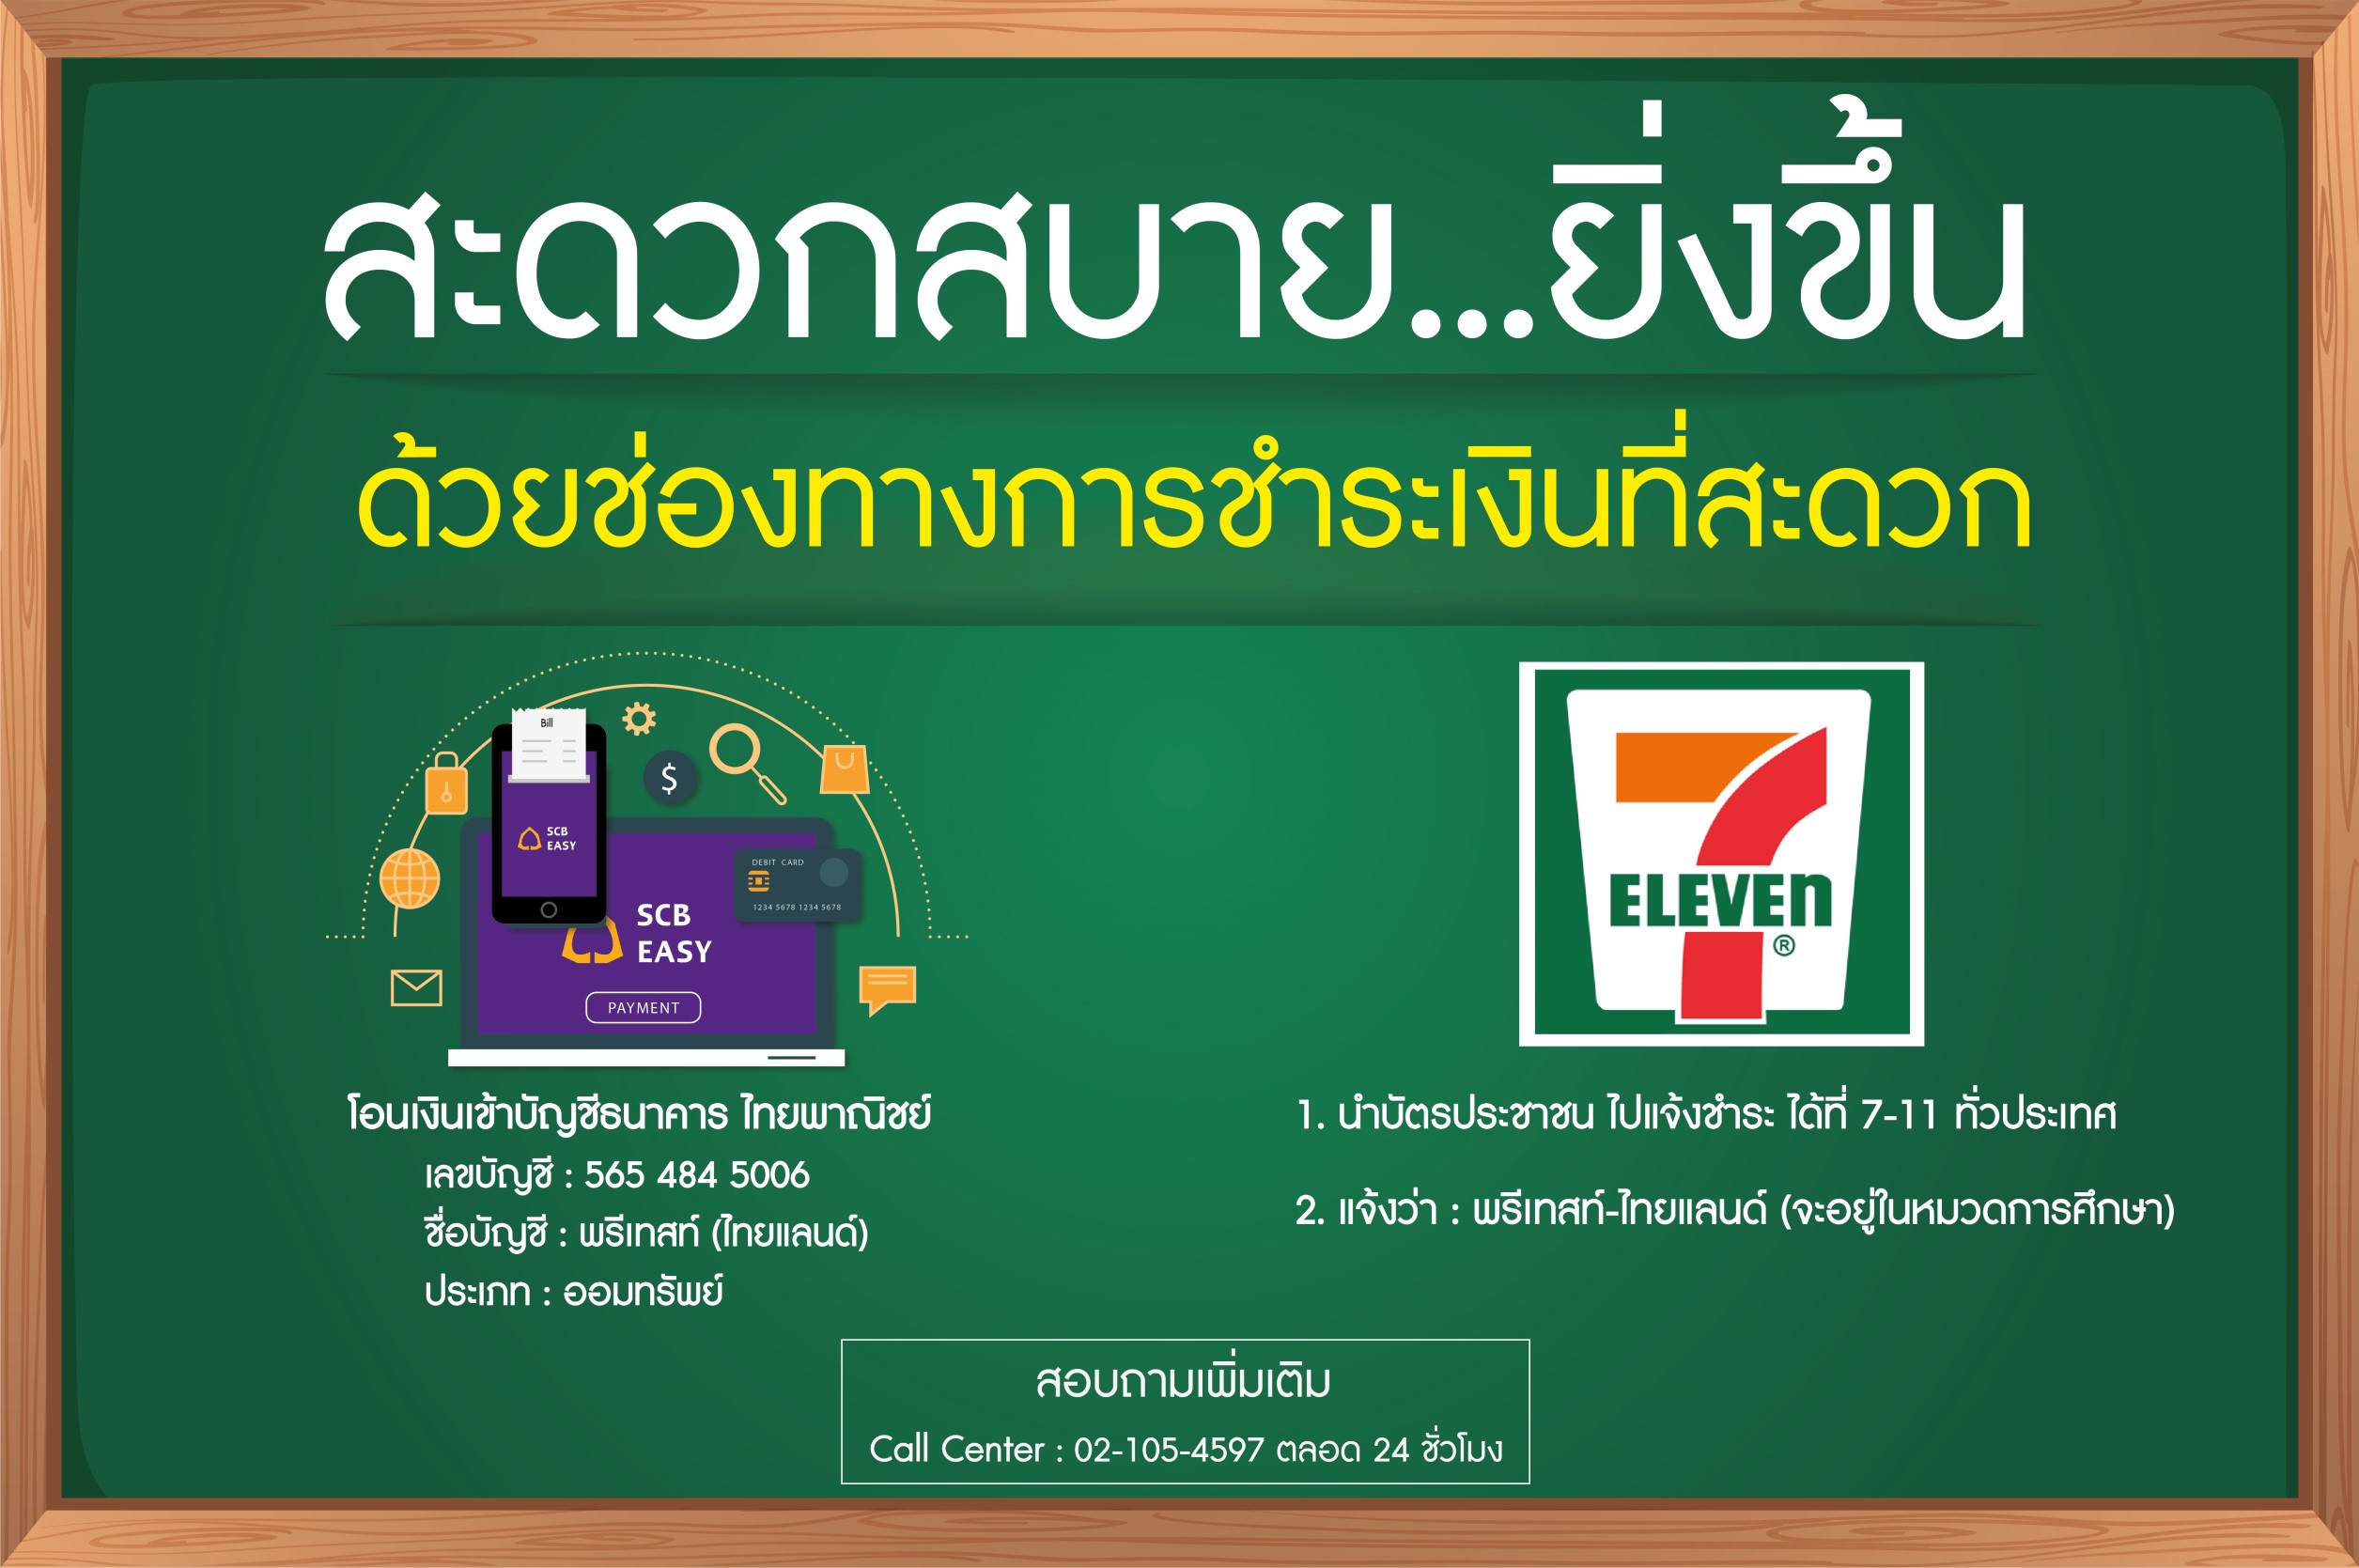 สะดวกสบาย...ยิ่งขึ้น
ด้วยช่องทางการชำระเงินที่สะดวก
Bill
$
SCB
EASY
DEBIT CARD
1234 5678 1234 5678
SCB
EASY
PAYMENT
โอนเงินเข้าบัญชีธนาคาร ไทยพาณิชย์
เลขบัญชี : 565 484 5006
ชื่อบัญชี : พรีเทสท์ (ไทยแลนด์)
ประเภท : ออมทรัพย์
7
ELEVEn
®
1. นำบัตรประชาชน ไปแจ้งชำระ ได้ที่ 7-11 ทั่วประเทศ
2. แจ้งว่า : พรีเทสท์-ไทยแลนด์ (จะอยู่ในหมวดการศึกษา)
สอบถามเพิ่มเติม
Call Center : 02-105-4597 ตลอด 24 ชั่วโมง